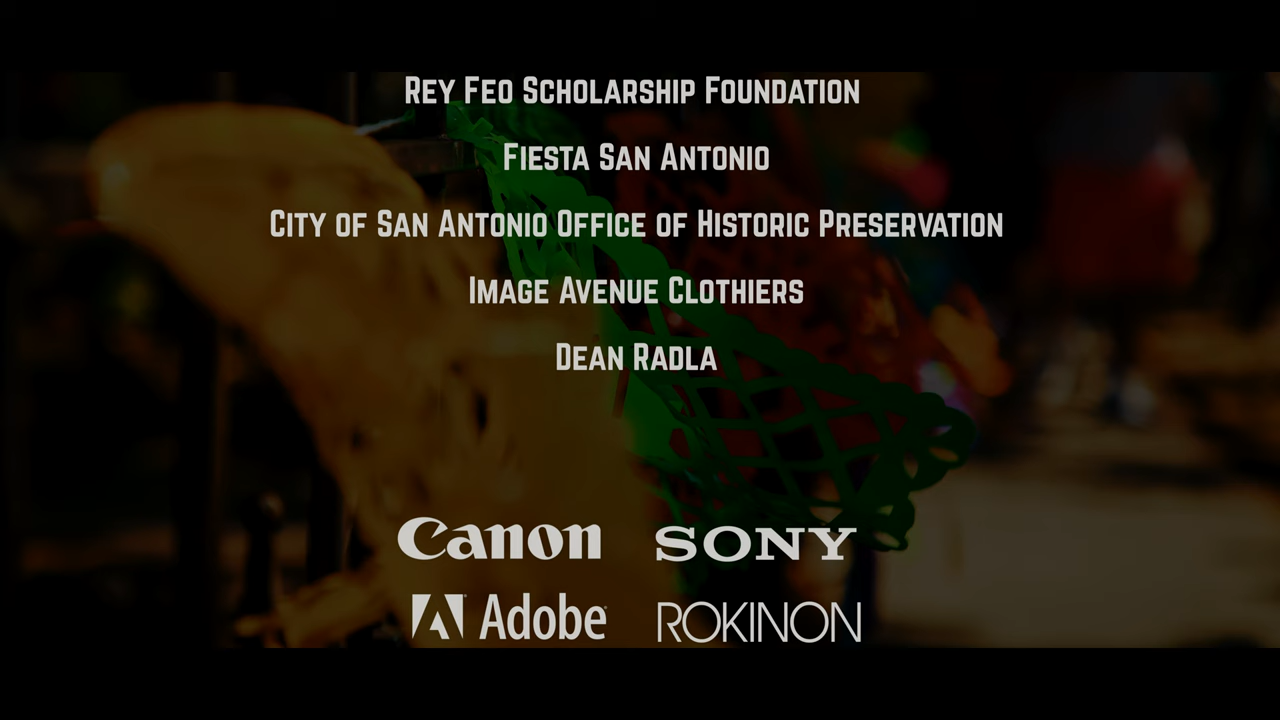 Rey Feo Scholarship Foundation
Fiesta San Antonio
City of San Antonio Office of Historic Preservation
Image Avenue Clothiers
Dean Radla
Canon SONY
Adobe ROKINON